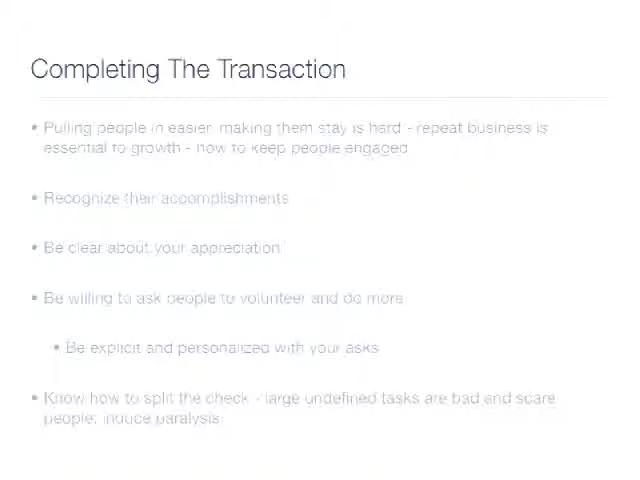 Completing The Transaction
• Pulling people in easier, making them stay is hard - repeat business is
essential to growth - how to keep people engaged
• Recognize their accomplishments
• Be clear about your appreciation
• Be willing to ask people to volunteer and do more
• Be explicit and personalized with your asks
• Know how to split the check - large undefined tasks are bad and scare
people, induce paralysis.